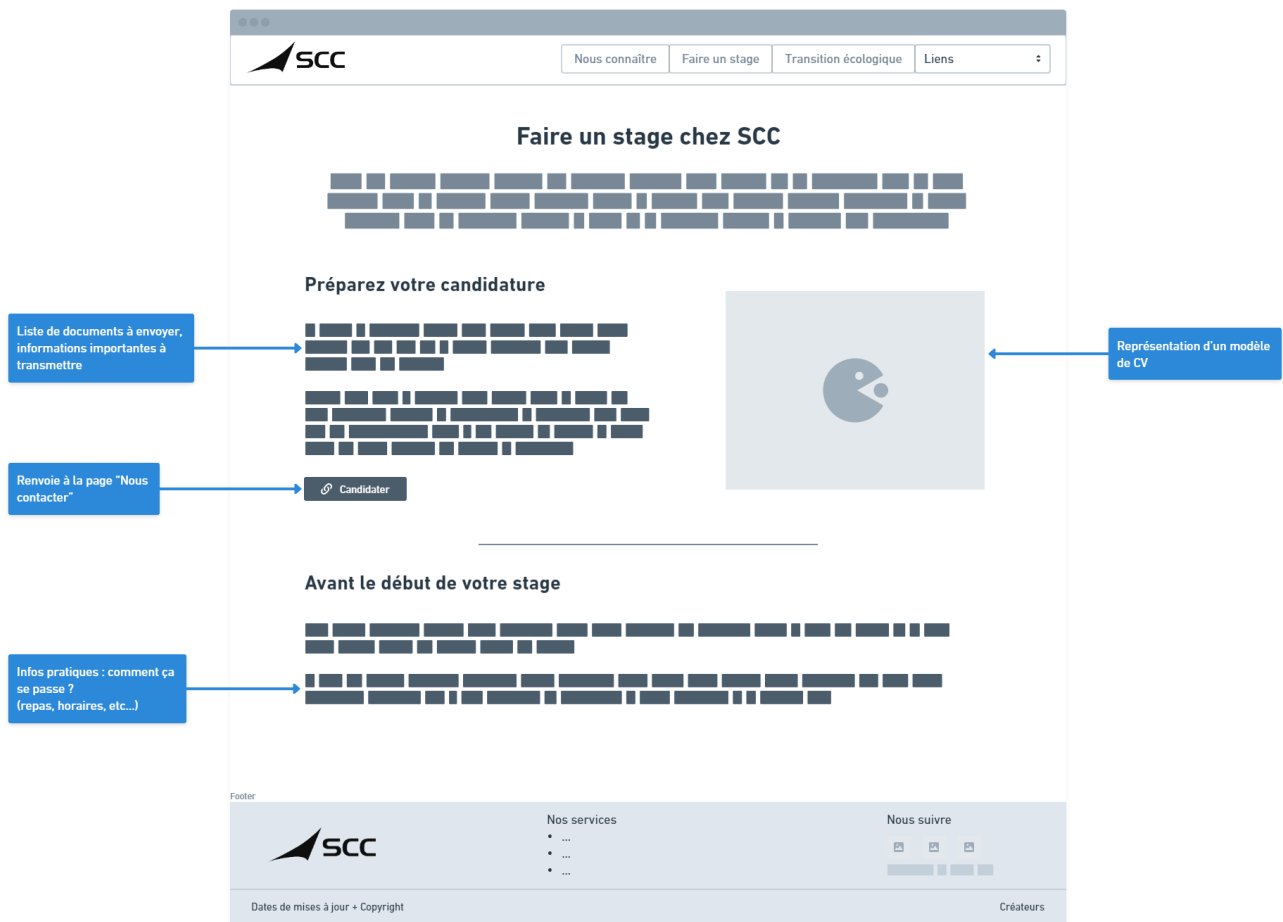 SCC
Nous connaître
Faire un stage
Transition écologique
Liens
Faire un stage chez SCC
Préparez votre candidature
Liste de documents à envoyer,
informations importantes à
transmettre
Représentation d'un modèle
de CV
Renvoie à la page "Nous
contacter"
Candidater
Avant le début de votre stage
Infos pratiques : comment ça
se passe ?
(repas, horaires, etc...)
Footer
SCC
Nos services
• ...
• ...
• ...
Nous suivre
Dates de mises à jour + Copyright
Créateurs